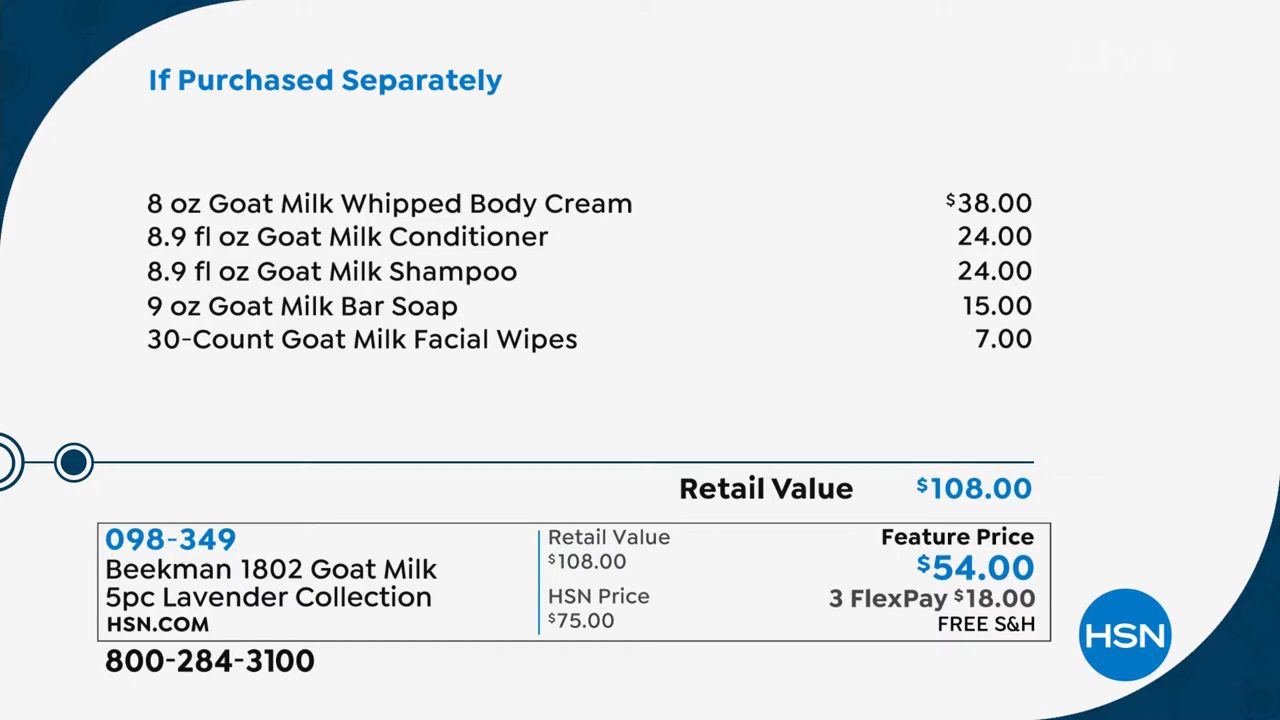 If Purchased Separately
8 oz Goat Milk Whipped Body Cream $38.00
8.9 fl oz Goat Milk Conditioner 24.00
8.9 fl oz Goat Milk Shampoo 24.00
9 oz Goat Milk Bar Soap 15.00
30-Count Goat Milk Facial Wipes 7.00
Retail Value $108.00
098-349
Beekman 1802 Goat Milk
5pc Lavender Collection
HSN.COM
Retail Value
$108.00
HSN Price
$75.00
Feature Price
$54.00
3 FlexPay $18.00
FREE S&H
800-284-3100
HSN